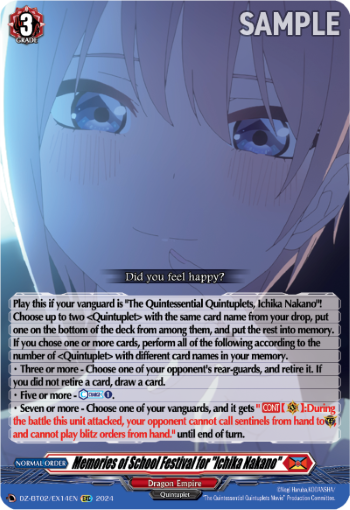 3
GRADE
SAMPLE
Did you feel happy?
Play this if your vanguard is "The Quintessential Quintuplets, Ichika Nakano"!
Choose up to two <Quintuplet> with the same card name from your drop, put
one on the bottom of the deck from among them, and put the rest into memory.
If you chose one or more cards, perform all of the following according to the
number of <Quintuplet> with different card names in your memory.
・Three or more - Choose one of your opponent's rear-guards, and retire it. If
you did not retire a card, draw a card.
・Five or more - 1.
・Seven or more - Choose one of your vanguards, and it gets "CONT【】:During
the battle this unit attacked, your opponent cannot call sentinels from hand to
and cannot play blitz orders from hand." until end of turn.
NORMAL ORDER
Memories of School Festival for "Ichika Nakano"
Dragon Empire
Quintuplet
DZ-BT02/EX14EN 2024
©Negi Haruba,KODANSHA/
"The Quintessential Quintuplets Movie" Production Committee.